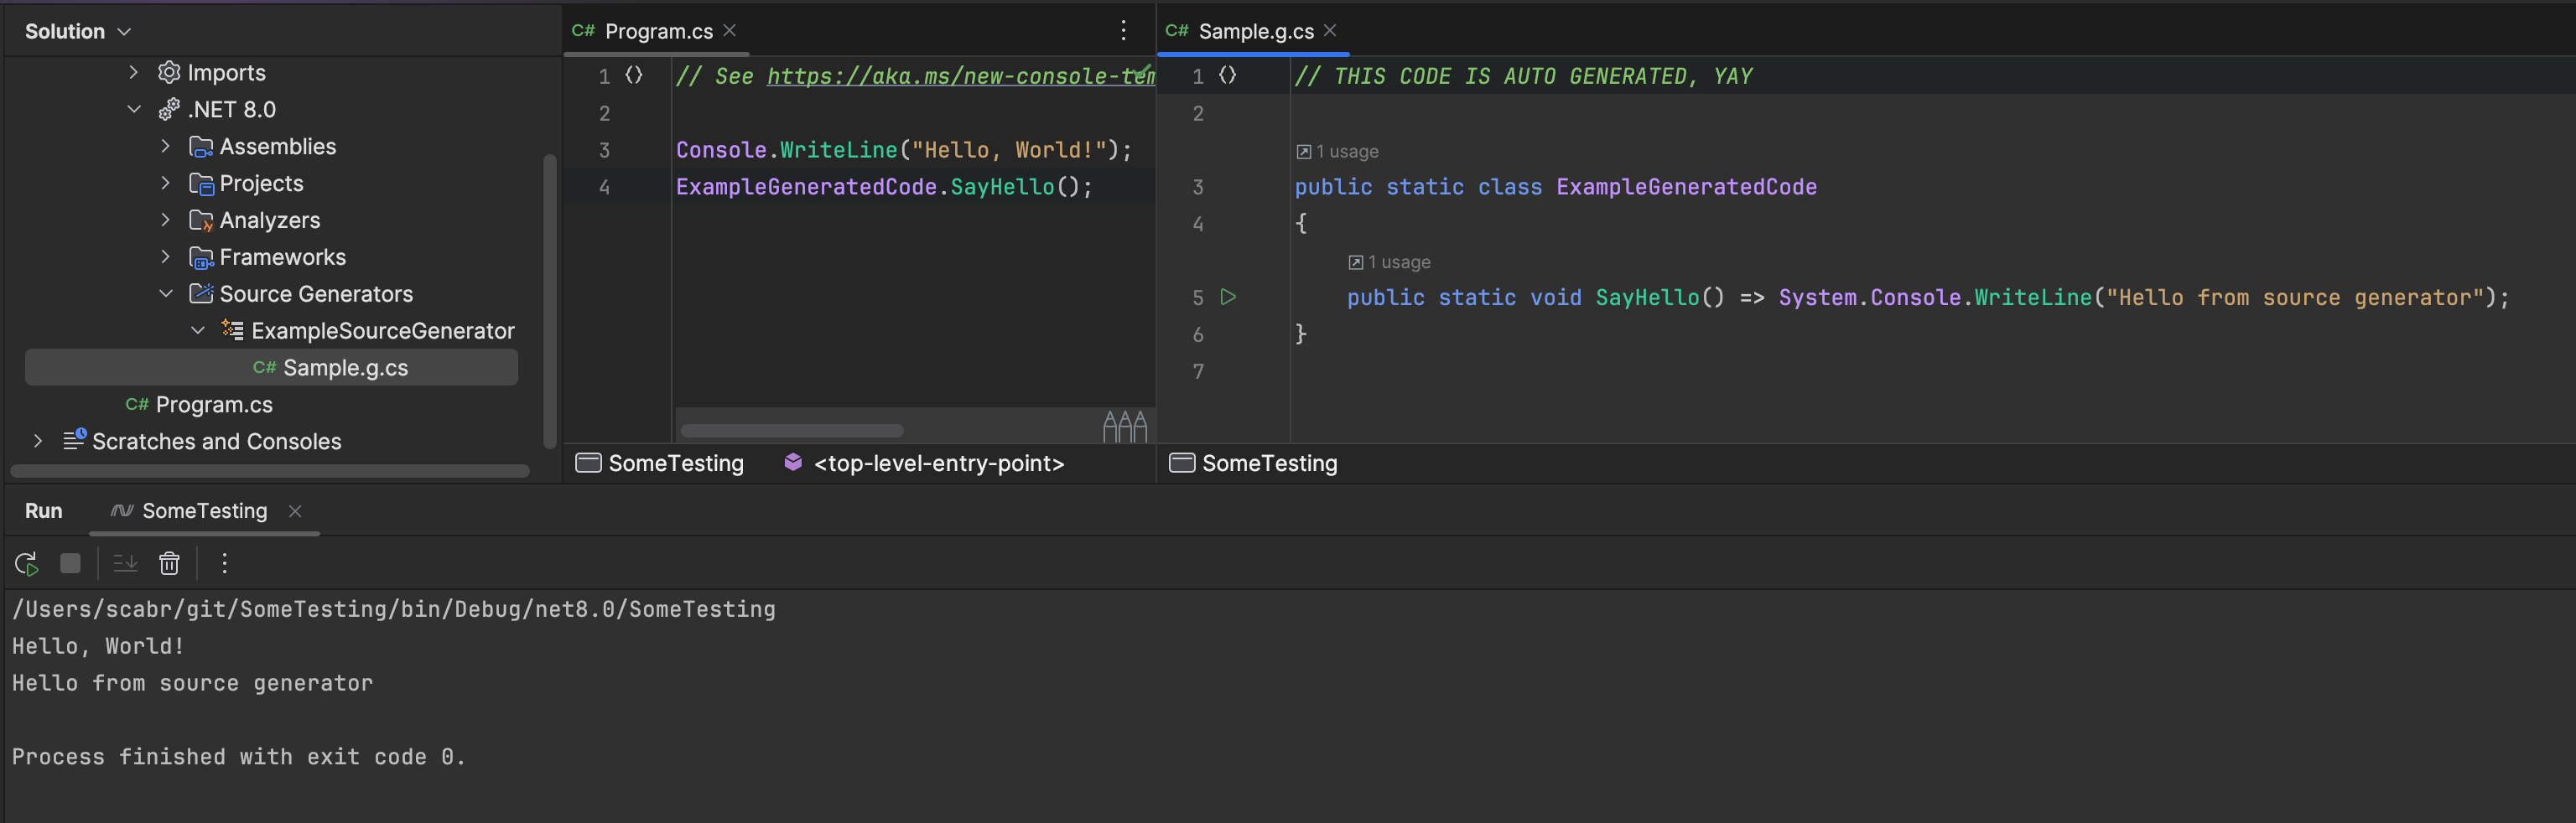 Solution
Imports
.NET 8.0
Assemblies
Projects
Analyzers
Frameworks
Source Generators
ExampleSourceGenerator
C# Sample.g.cs
C# Program.cs
Scratches and Consoles
C# Program.cs
1 // See https://aka.ms/new-console-tem
2
3 Console.WriteLine("Hello, World!");
4 ExampleGeneratedCode.SayHello();
SomeTesting <top-level-entry-point>
C# Sample.g.cs
1 // THIS CODE IS AUTO GENERATED, YAY
2
1 usage
3 public static class ExampleGeneratedCode
4 {
1 usage
5 public static void SayHello() => System.Console.WriteLine("Hello from source generator");
6 }
7
SomeTesting
Run SomeTesting
/Users/scabr/git/SomeTesting/bin/Debug/net8.0/SomeTesting
Hello, World!
Hello from source generator
Process finished with exit code 0.